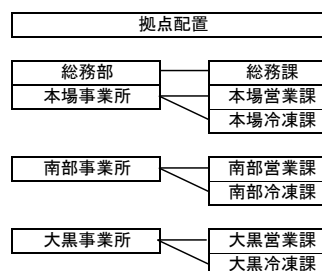 拠点配置
総務部 総務課
本場事業所 本場営業課
本場冷凍課
南部事業所 南部営業課
南部冷凍課
大黒事業所 大黒営業課
大黒冷凍課